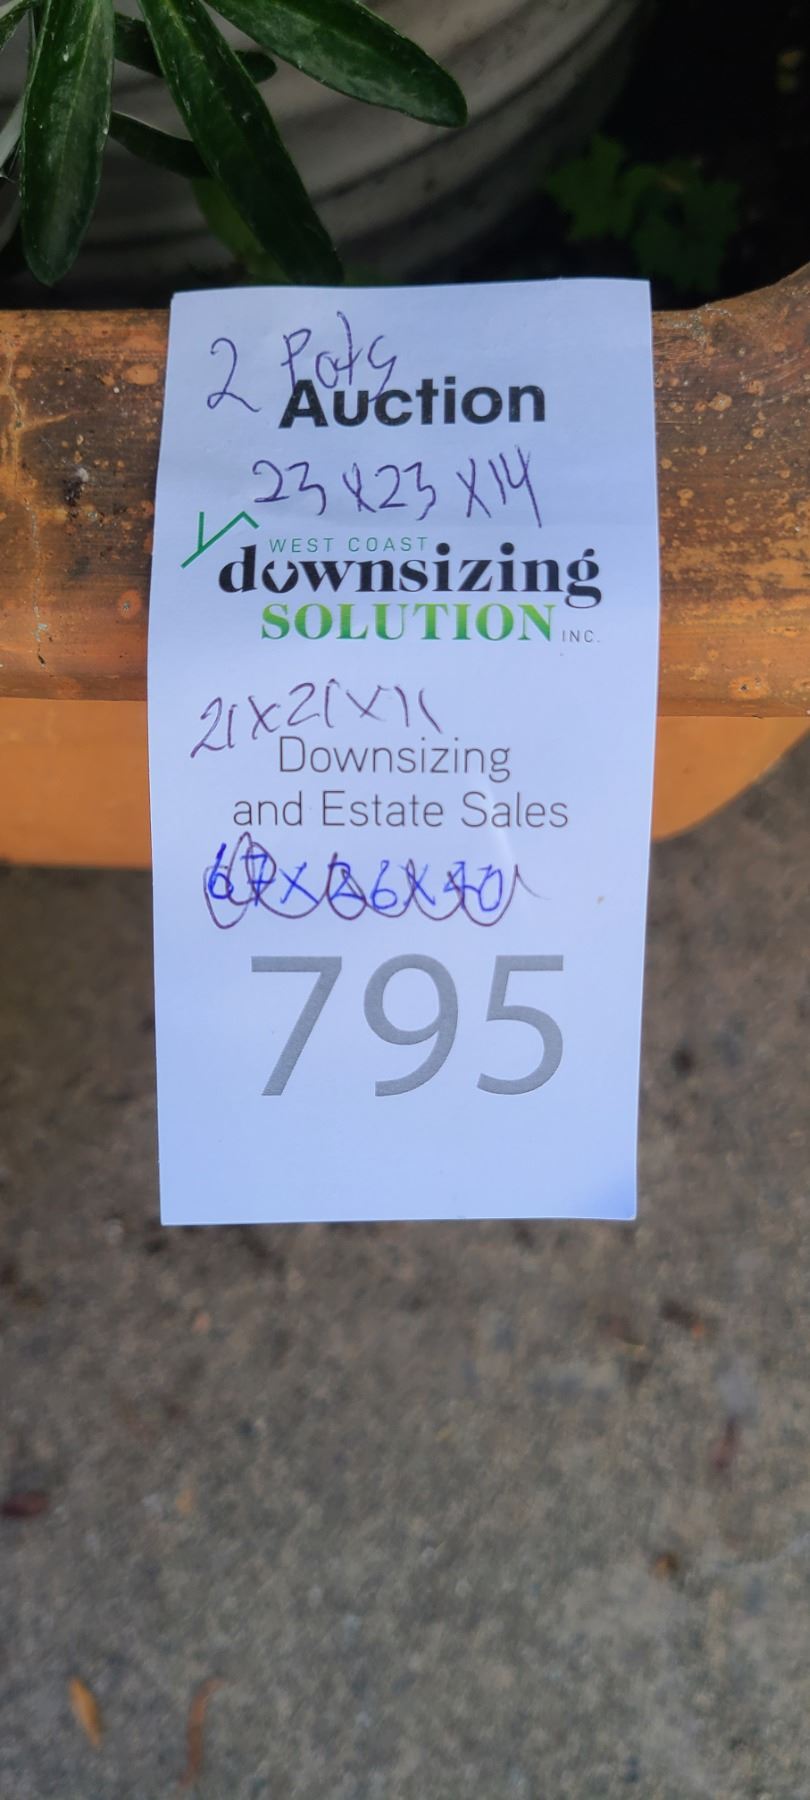 2 Pots
Auction
23 x 23 x 14
WEST COAST
downsizing
SOLUTION INC.
21 x 21 x 11
Downsizing
and Estate Sales
795